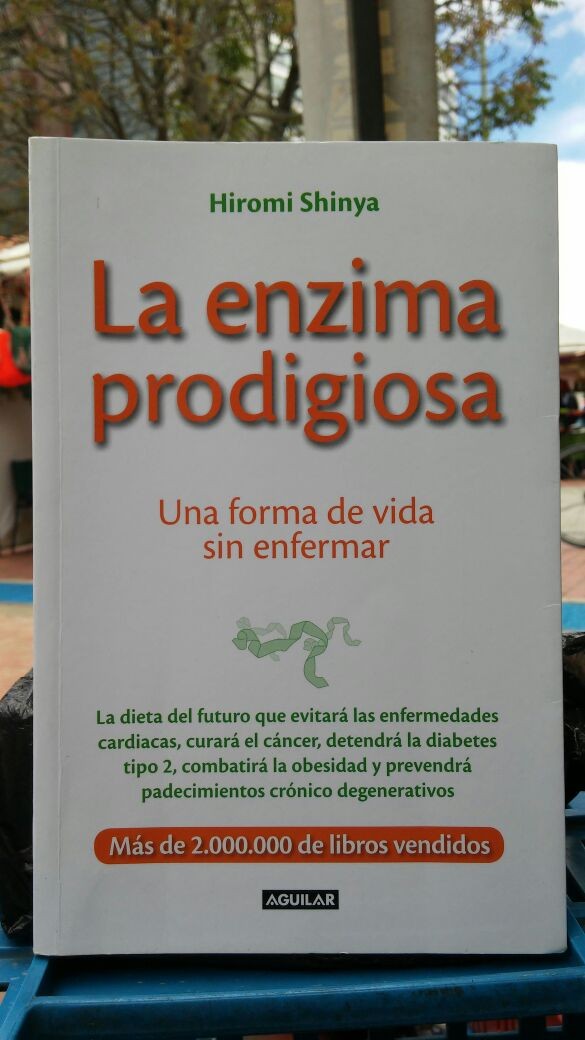 Hiromi Shinya
La enzima
prodigiosa
Una forma de vida
sin enfermar
La dieta del futuro que evitará las enfermedades
cardiacas, curará el cáncer, detendrá la diabetes
tipo 2, combatirá la obesidad y prevendrá
padecimientos crónico degenerativos
Más de 2.000.000 de libros vendidos
AGUILAR